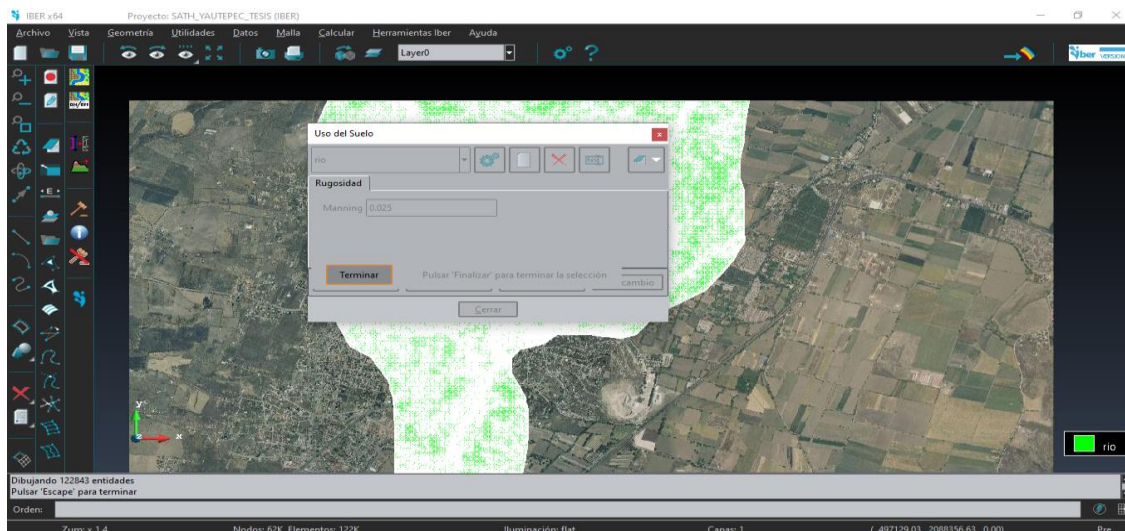 IBER x64 Proyecto: SATH_YAUTEPEC_TESIS (IBER)
Archivo Vista Geometría Utilidades Datos Malla Calcular Herramientas Iber Ayuda
Layer0
Iber VERSION
Uso del Suelo
rio
Rugosidad
Manning 0.025
Terminar Pulsar 'Finalizar' para terminar la selección
cambio
Cerrar
y
x
rio
Dibujando 122843 entidades
Pulsar 'Escape' para terminar
Orden:
Zum: x 1.4 Nodos: 62K, Elementos: 122K Iluminación: flat Capas: 1 ( 497129.03, 2088356.63, 0.00) Pre